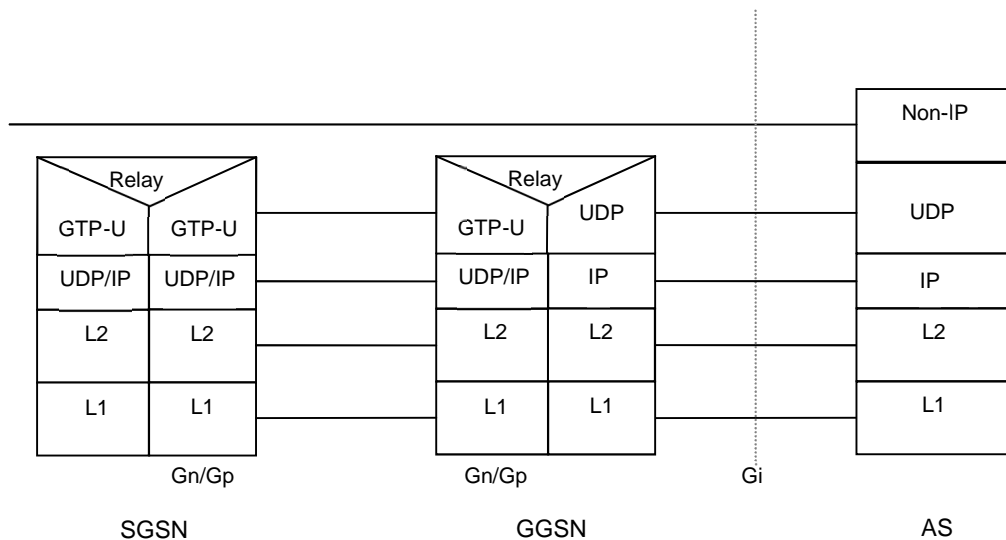 Non-IP
Relay
Relay
GTP-U GTP-U
GTP-U UDP
UDP
UDP/IP UDP/IP
UDP/IP IP
IP
L2 L2
L2 L2
L2
L1 L1
L1 L1
L1
Gn/Gp
Gn/Gp
Gi
SGSN
GGSN
AS